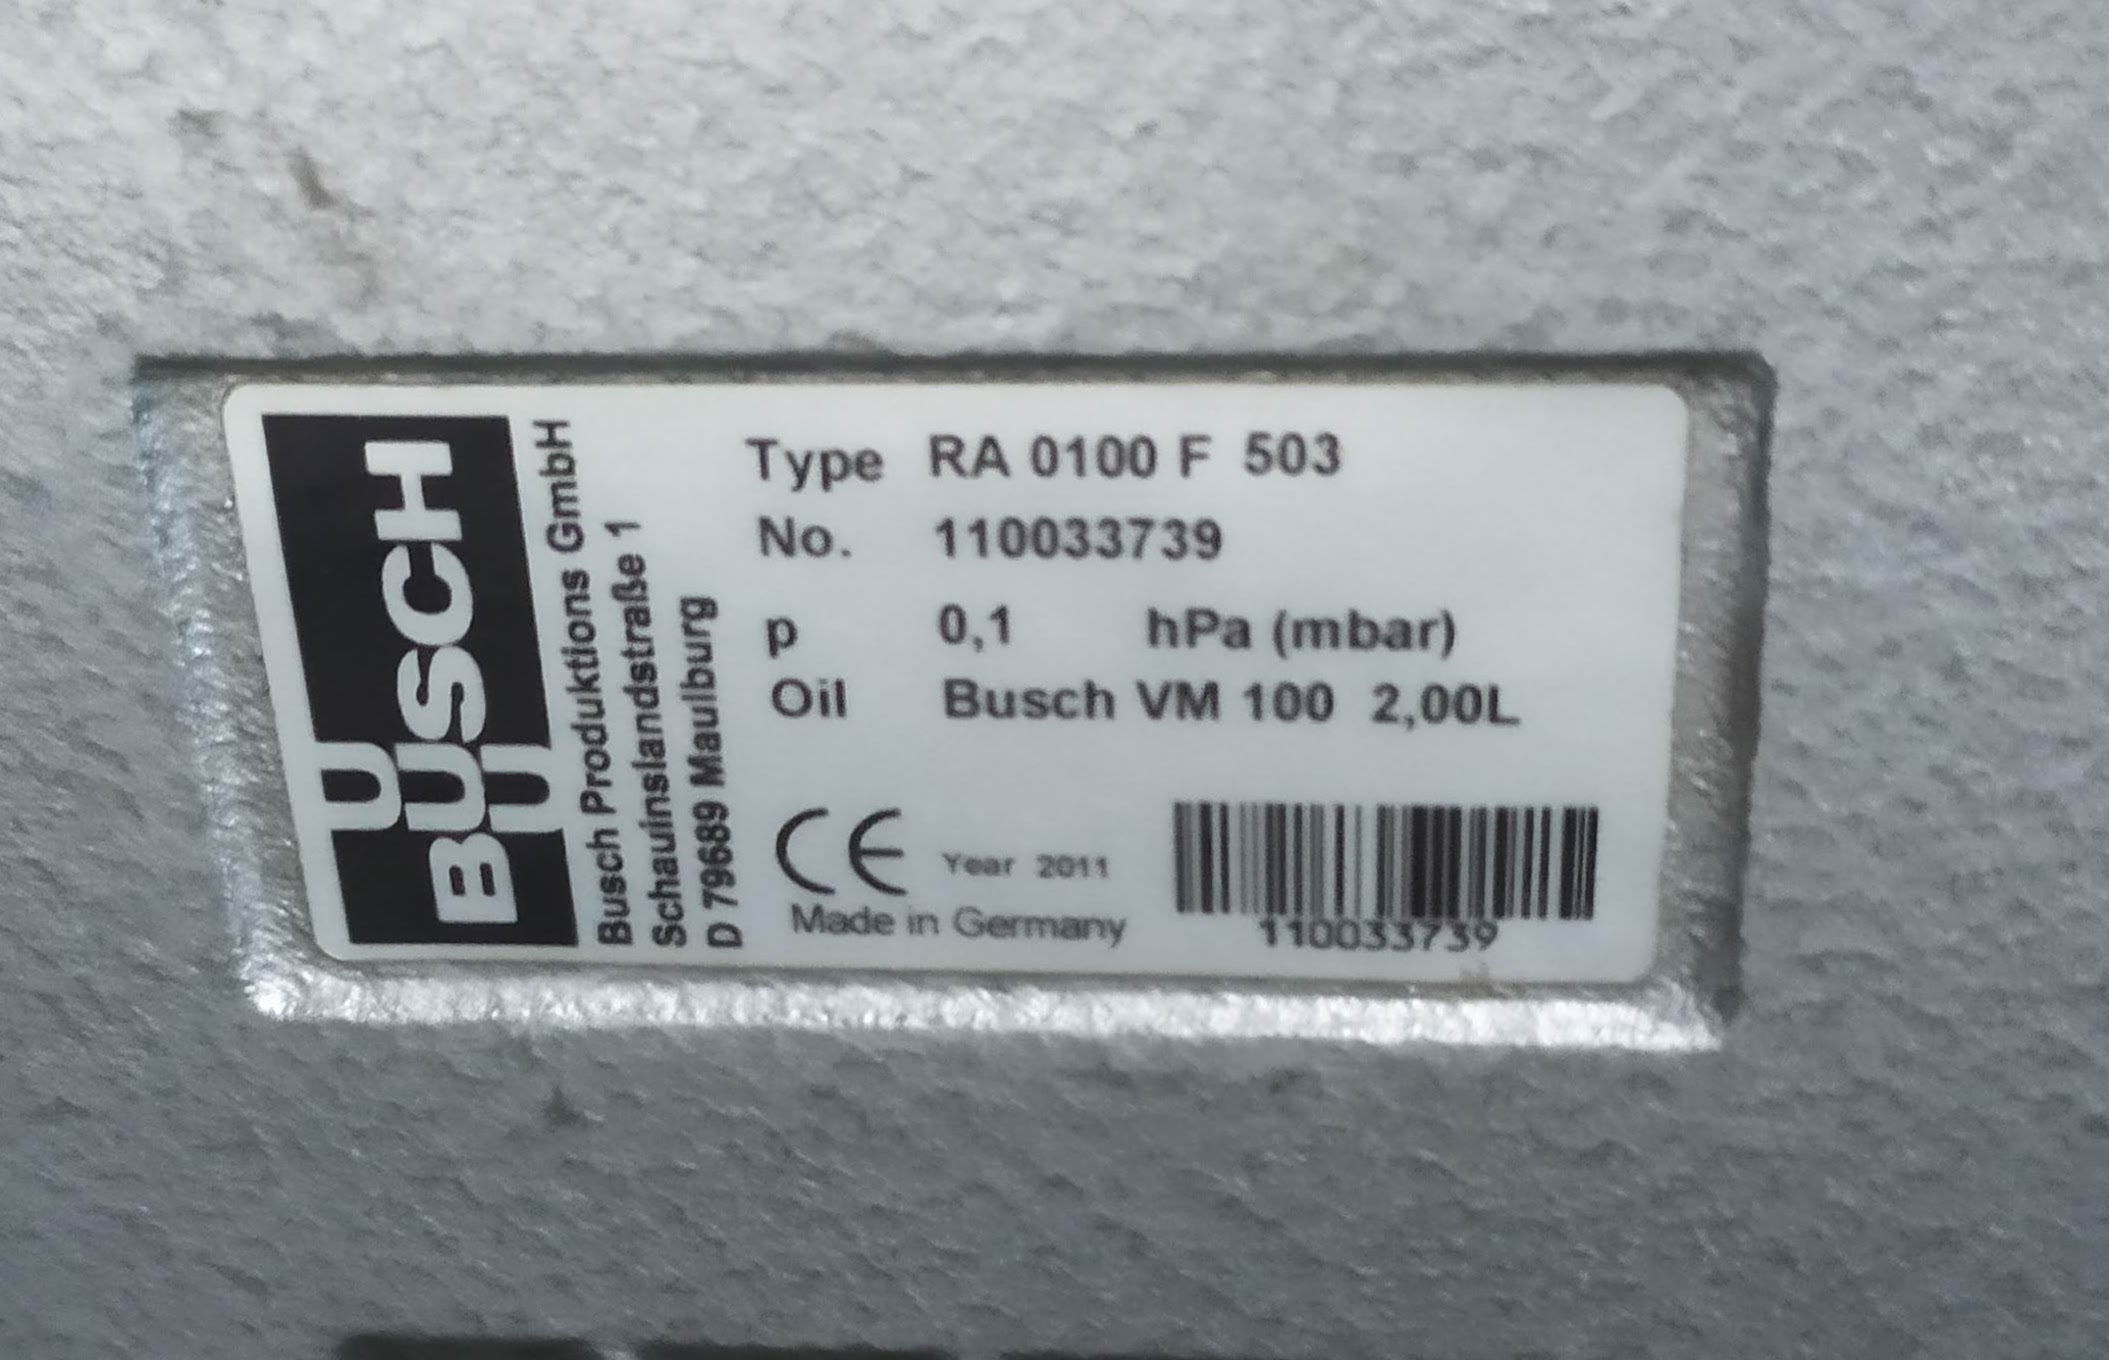 BUSCH
Busch Produktions GmbH
Schauinslandstraße 1
D 79689 Maulburg
Type RA 0100 F 503
No. 110033739
p 0,1 hPa (mbar)
Oil Busch VM 100 2,00L
CE Year 2011
Made in Germany
110033739